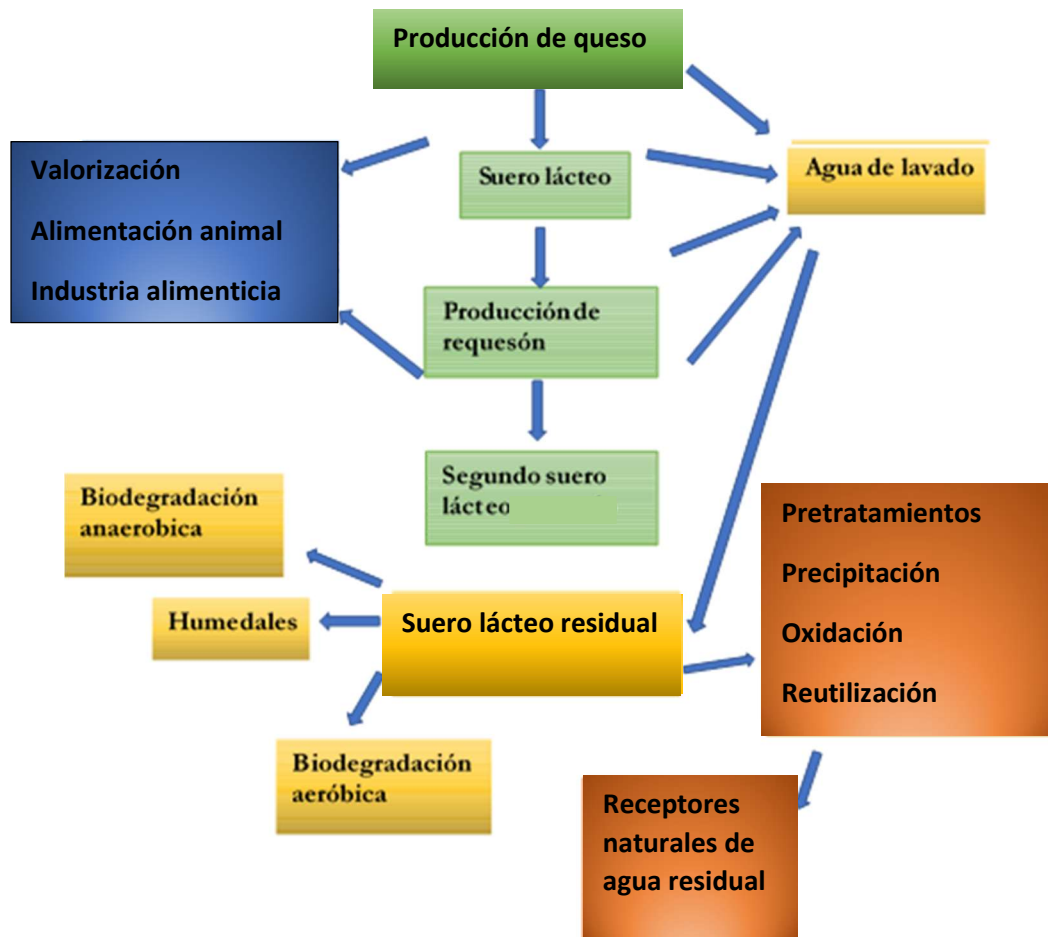 Producción de queso
Valorización
Alimentación animal
Industria alimenticia
Suero lácteo
Agua de lavado
Producción de
requesón
Segundo suero
lácteo
Biodegradación
anaerobica
Humedales
Suero lácteo residual
Pretratamientos
Precipitación
Oxidación
Reutilización
Biodegradación
aeróbica
Receptores
naturales de
agua residual